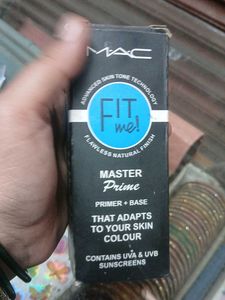 MAC
ADVANCED SKIN TONE TECHNOLOGY
FIT
me!
FLAWLESS NATURAL FINISH
MASTER
Prime
PRIMER + BASE
THAT ADAPTS
TO YOUR SKIN
COLOUR
CONTAINS UVA & UVB
SUNSCREENS